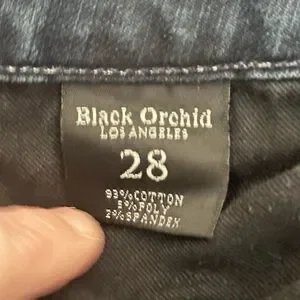 Black Orchid
LOS ANGELES
28
93% COTTON
5% POLY
2% SPANDEX